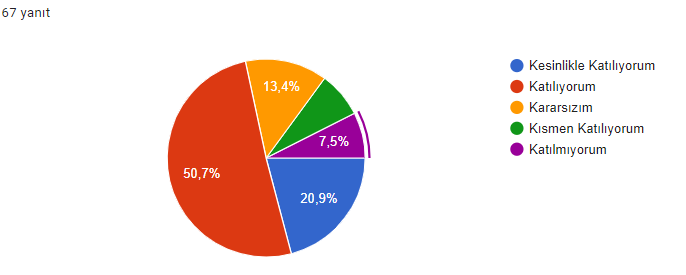 67 yanıt
Kesinlikle Katılıyorum
Katılıyorum
Kararsızım
Kısmen Katılıyorum
Katılmıyorum
13,4%
7,5%
50,7%
20,9%